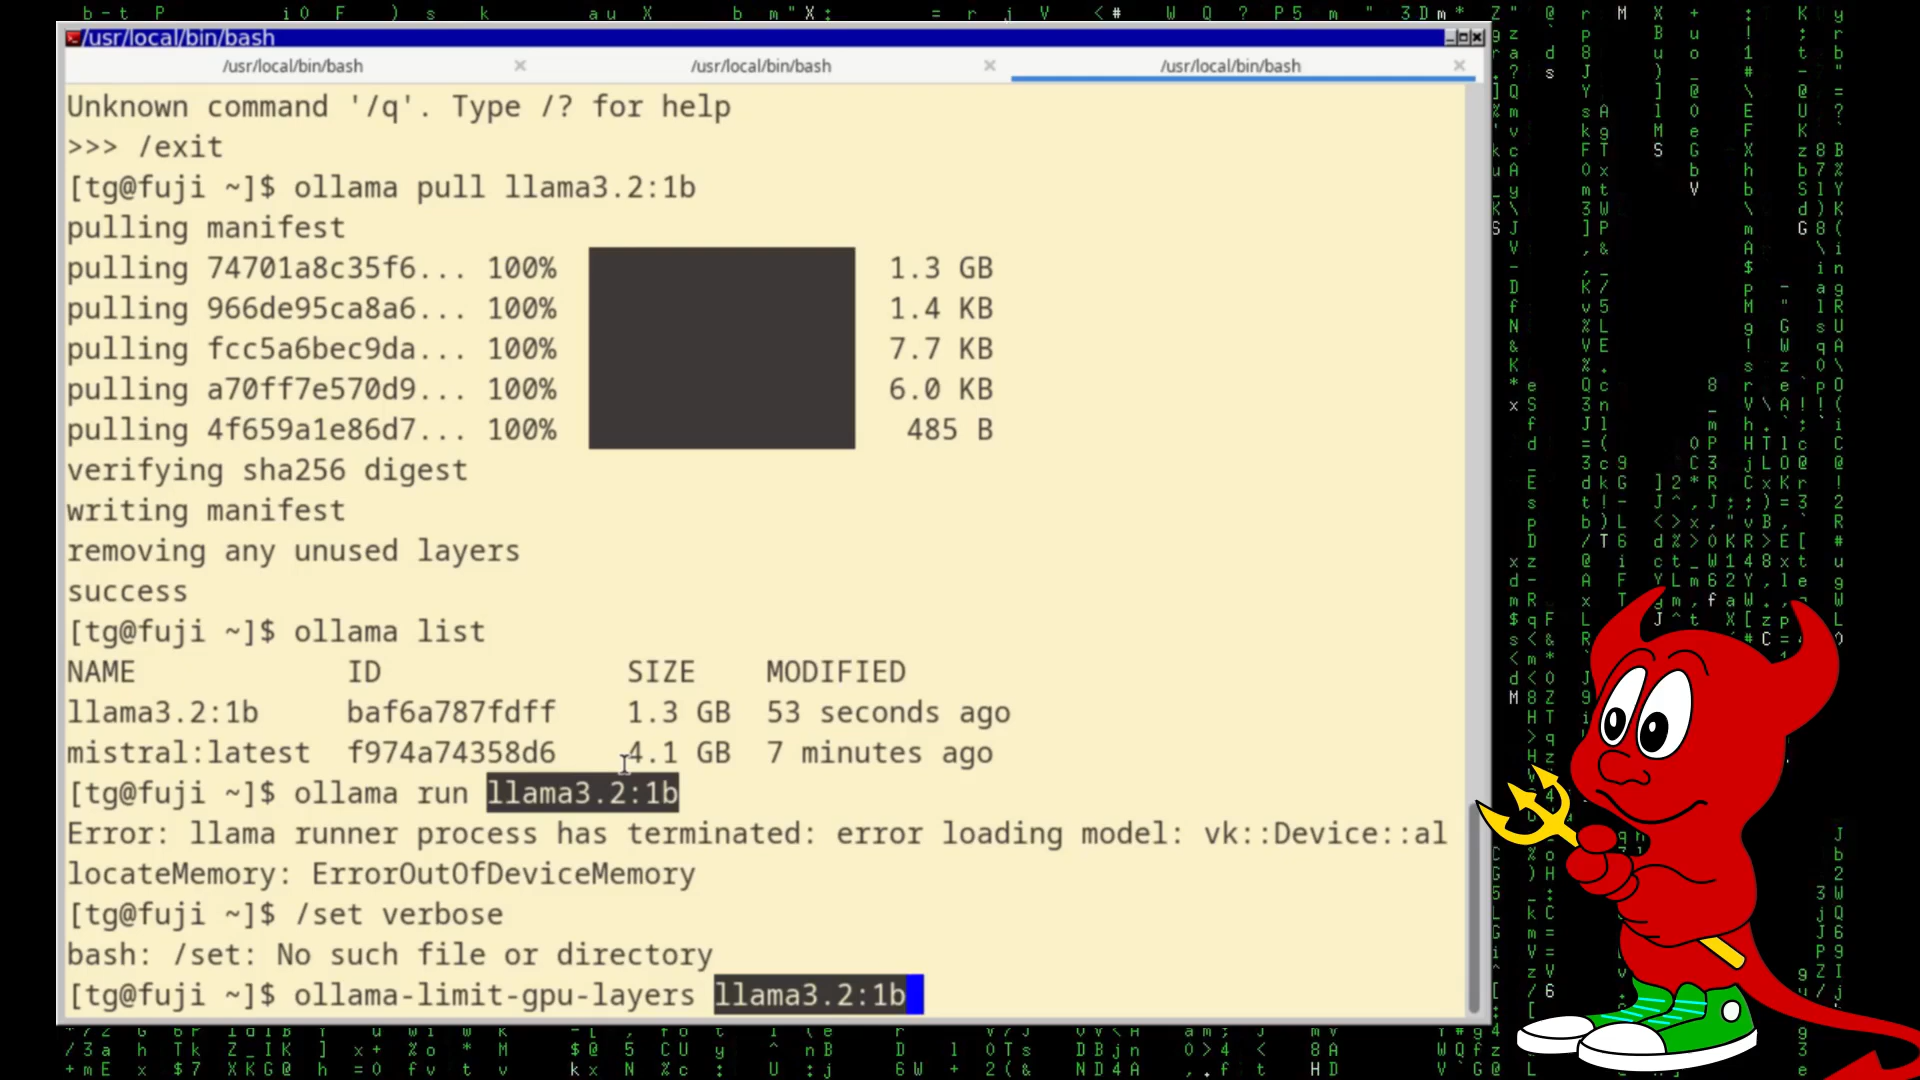 /usr/local/bin/bash
/usr/local/bin/bash /usr/local/bin/bash /usr/local/bin/bash
Unknown command '/q'. Type /? for help
>>> /exit
[tg@fuji ~]$ ollama pull llama3.2:1b
pulling manifest
pulling 74701a8c35f6... 100% 1.3 GB
pulling 966de95ca8a6... 100% 1.4 KB
pulling fcc5a6bec9da... 100% 7.7 KB
pulling a70ff7e570d9... 100% 6.0 KB
pulling 4f659a1e86d7... 100% 485 B
verifying sha256 digest
writing manifest
removing any unused layers
success
[tg@fuji ~]$ ollama list
NAME ID SIZE MODIFIED
llama3.2:1b baf6a787fdff 1.3 GB 53 seconds ago
mistral:latest f974a74358d6 4.1 GB 7 minutes ago
[tg@fuji ~]$ ollama run llama3.2:1b
Error: llama runner process has terminated: error loading model: vk::Device::al
locateMemory: ErrorOutOfDeviceMemory
[tg@fuji ~]$ /set verbose
bash: /set: No such file or directory
[tg@fuji ~]$ ollama-limit-gpu-layers llama3.2:1b